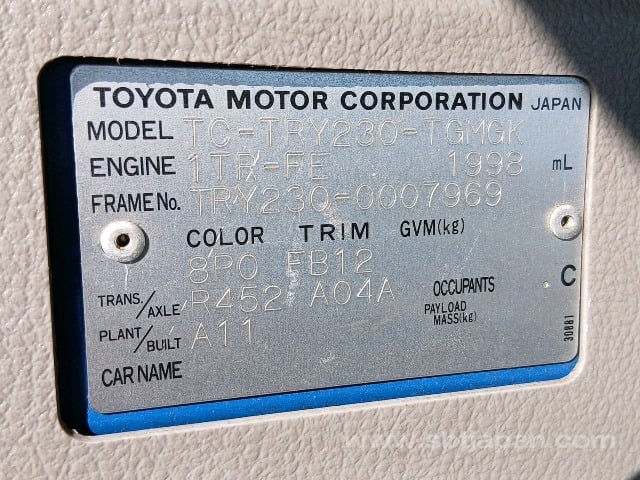 TOYOTA MOTOR CORPORATION JAPAN
MODEL TC-TRY230-TGMGK
ENGINE 1TR-FE 1998 mL
FRAME No. TRY230-0007969
COLOR TRIM GVM(kg)
8P0 FB12
TRANS./AXLE R452 A04A OCCUPANTS C
PAYLOAD MASS(kg)
PLANT/BUILT A11
30881
CAR NAME
www.sbtjapan.com